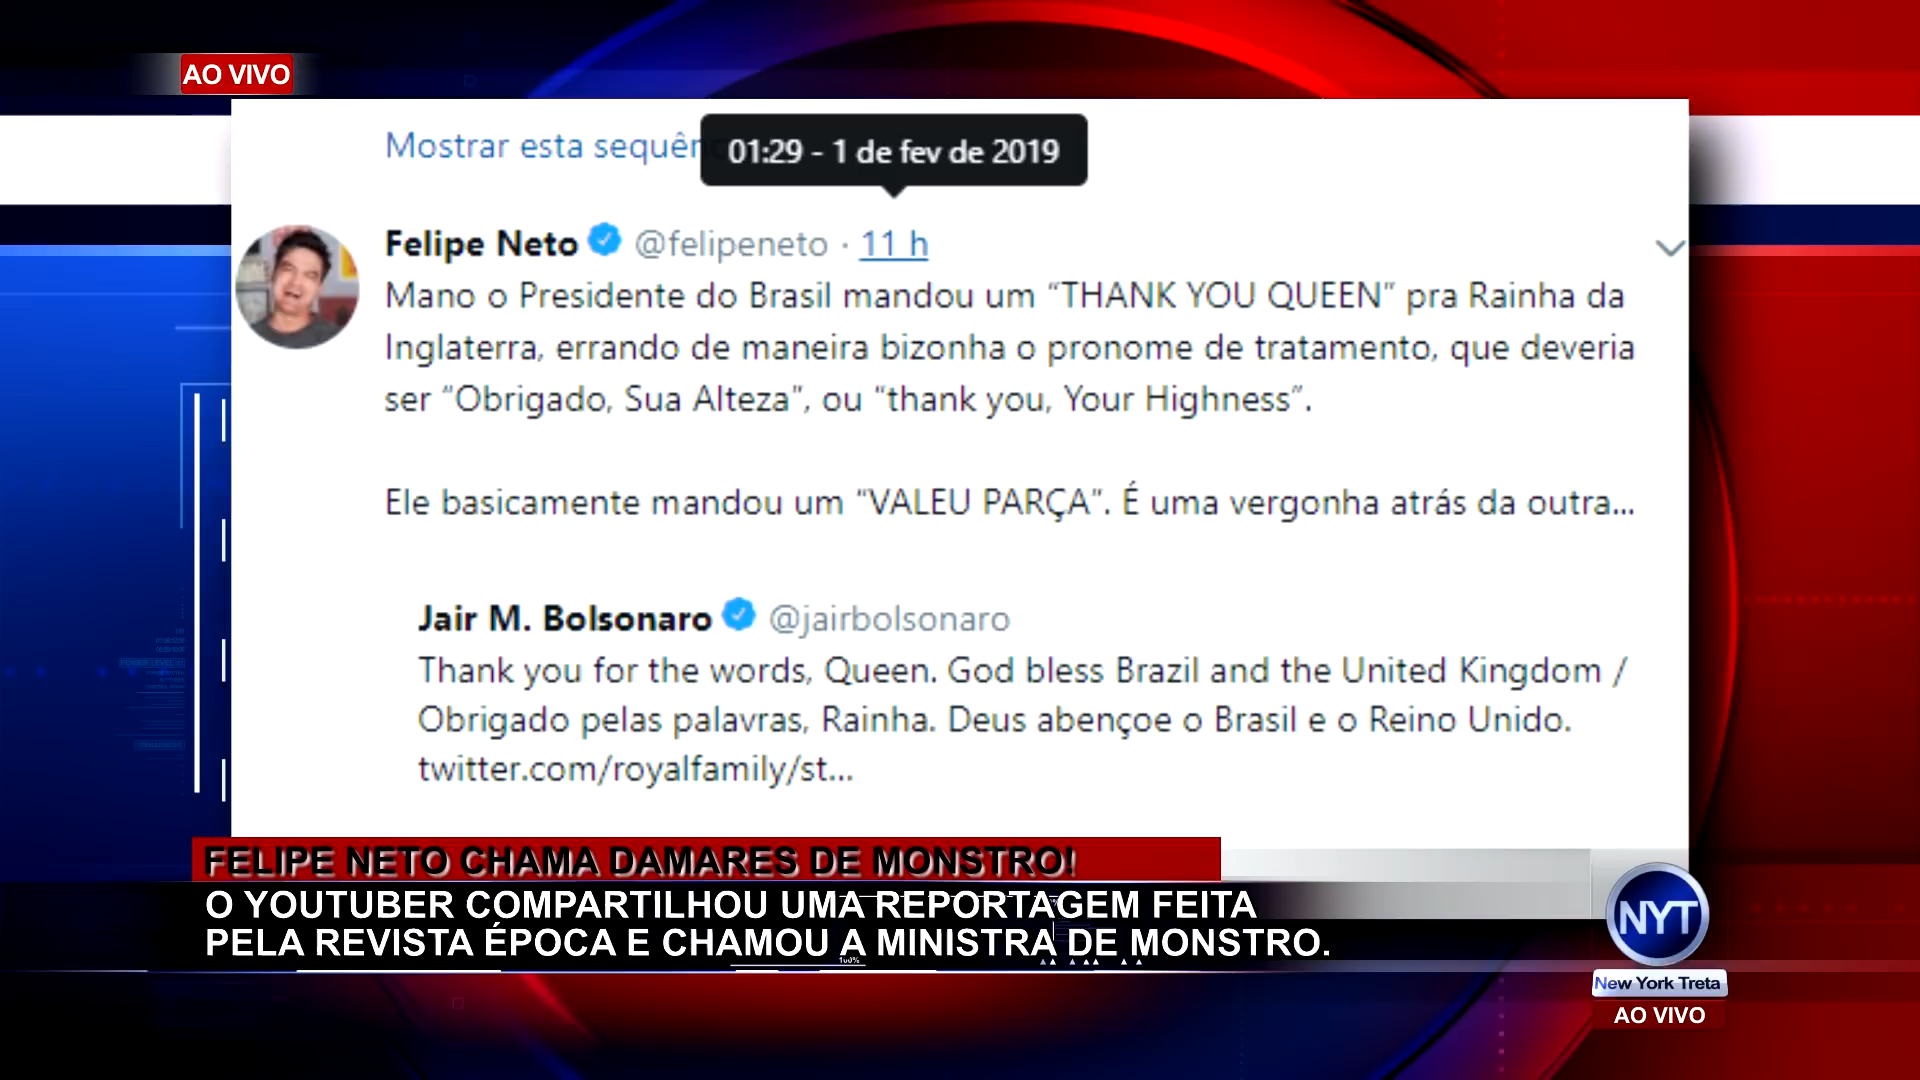 AO VIVO
Mostrar esta sequên
01:29 - 1 de fev de 2019
Felipe Neto @felipeneto · 11 h
Mano o Presidente do Brasil mandou um “THANK YOU QUEEN” pra Rainha da
Inglaterra, errando de maneira bizonha o pronome de tratamento, que deveria
ser “Obrigado, Sua Alteza”, ou “thank you, Your Highness”.
Ele basicamente mandou um “VALEU PARÇA”. É uma vergonha atrás da outra...
Jair M. Bolsonaro @jairbolsonaro
Thank you for the words, Queen. God bless Brazil and the United Kingdom /
Obrigado pelas palavras, Rainha. Deus abençoe o Brasil e o Reino Unido.
twitter.com/royalfamily/st...
FELIPE NETO CHAMA DAMARES DE MONSTRO!
O YOUTUBER COMPARTILHOU UMA REPORTAGEM FEITA
PELA REVISTA ÉPOCA E CHAMOU A MINISTRA DE MONSTRO.
100%
NYT
New York Treta
AO VIVO